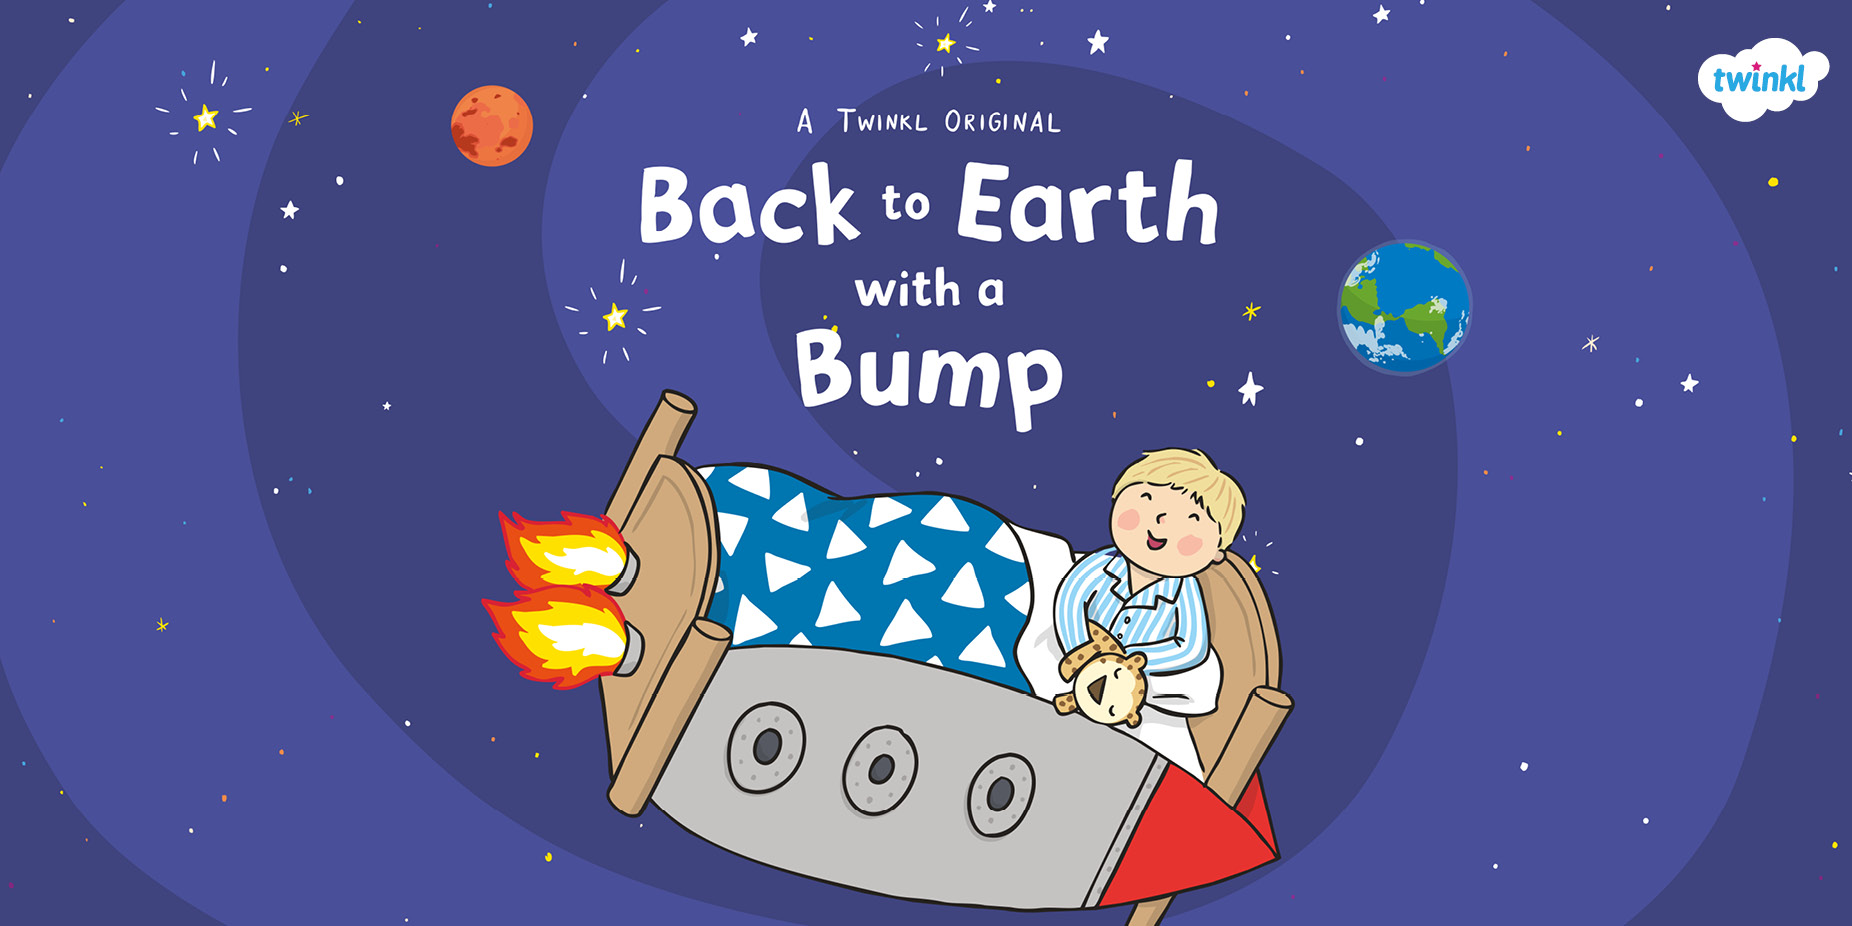 twinkl
A TWINKL ORIGINAL
Back to Earth
with a
Bump